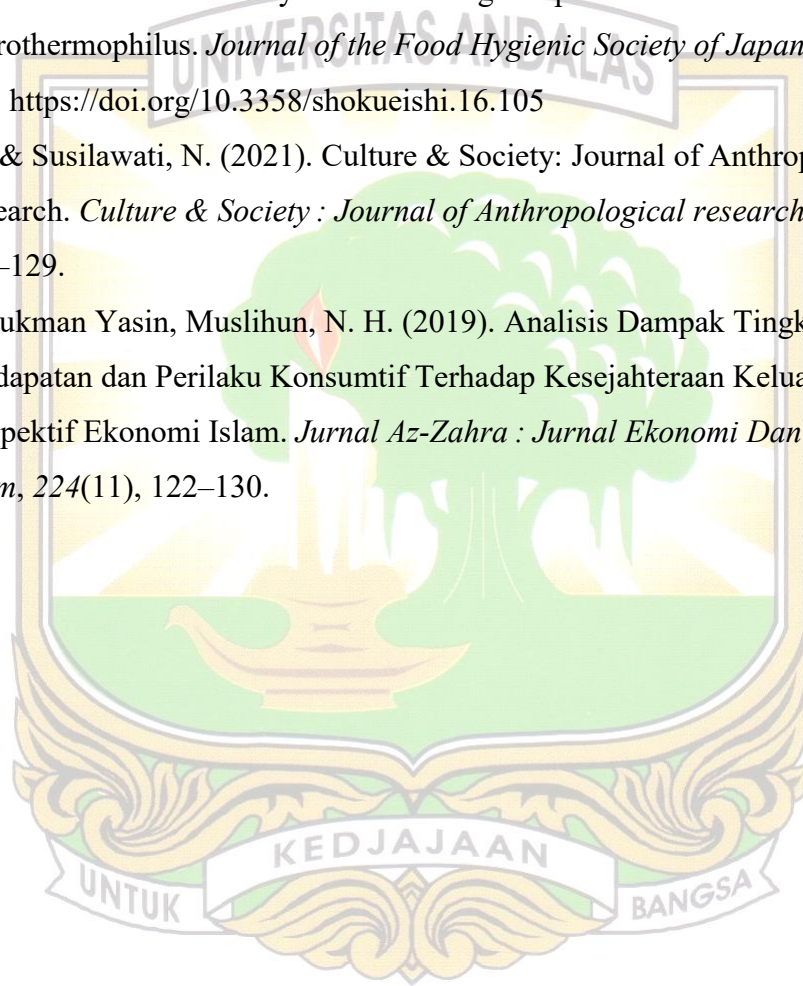 UNIVERSITAS ANDALAS
rothermophilus. Journal of the Food Hygienic Society of Japan
https://doi.org/10.3358/shokueishi.16.105
& Susilawati, N. (2021). Culture & Society: Journal of Anthrop
earch. Culture & Society : Journal of Anthropological research
–129.
ukman Yasin, Muslihun, N. H. (2019). Analisis Dampak Tingk
dapatan dan Perilaku Konsumtif Terhadap Kesejahteraan Kelua
pektif Ekonomi Islam. Jurnal Az-Zahra : Jurnal Ekonomi Dan
m, 224(11), 122–130.
KEDJAJAAN
UNTUK BANGSA